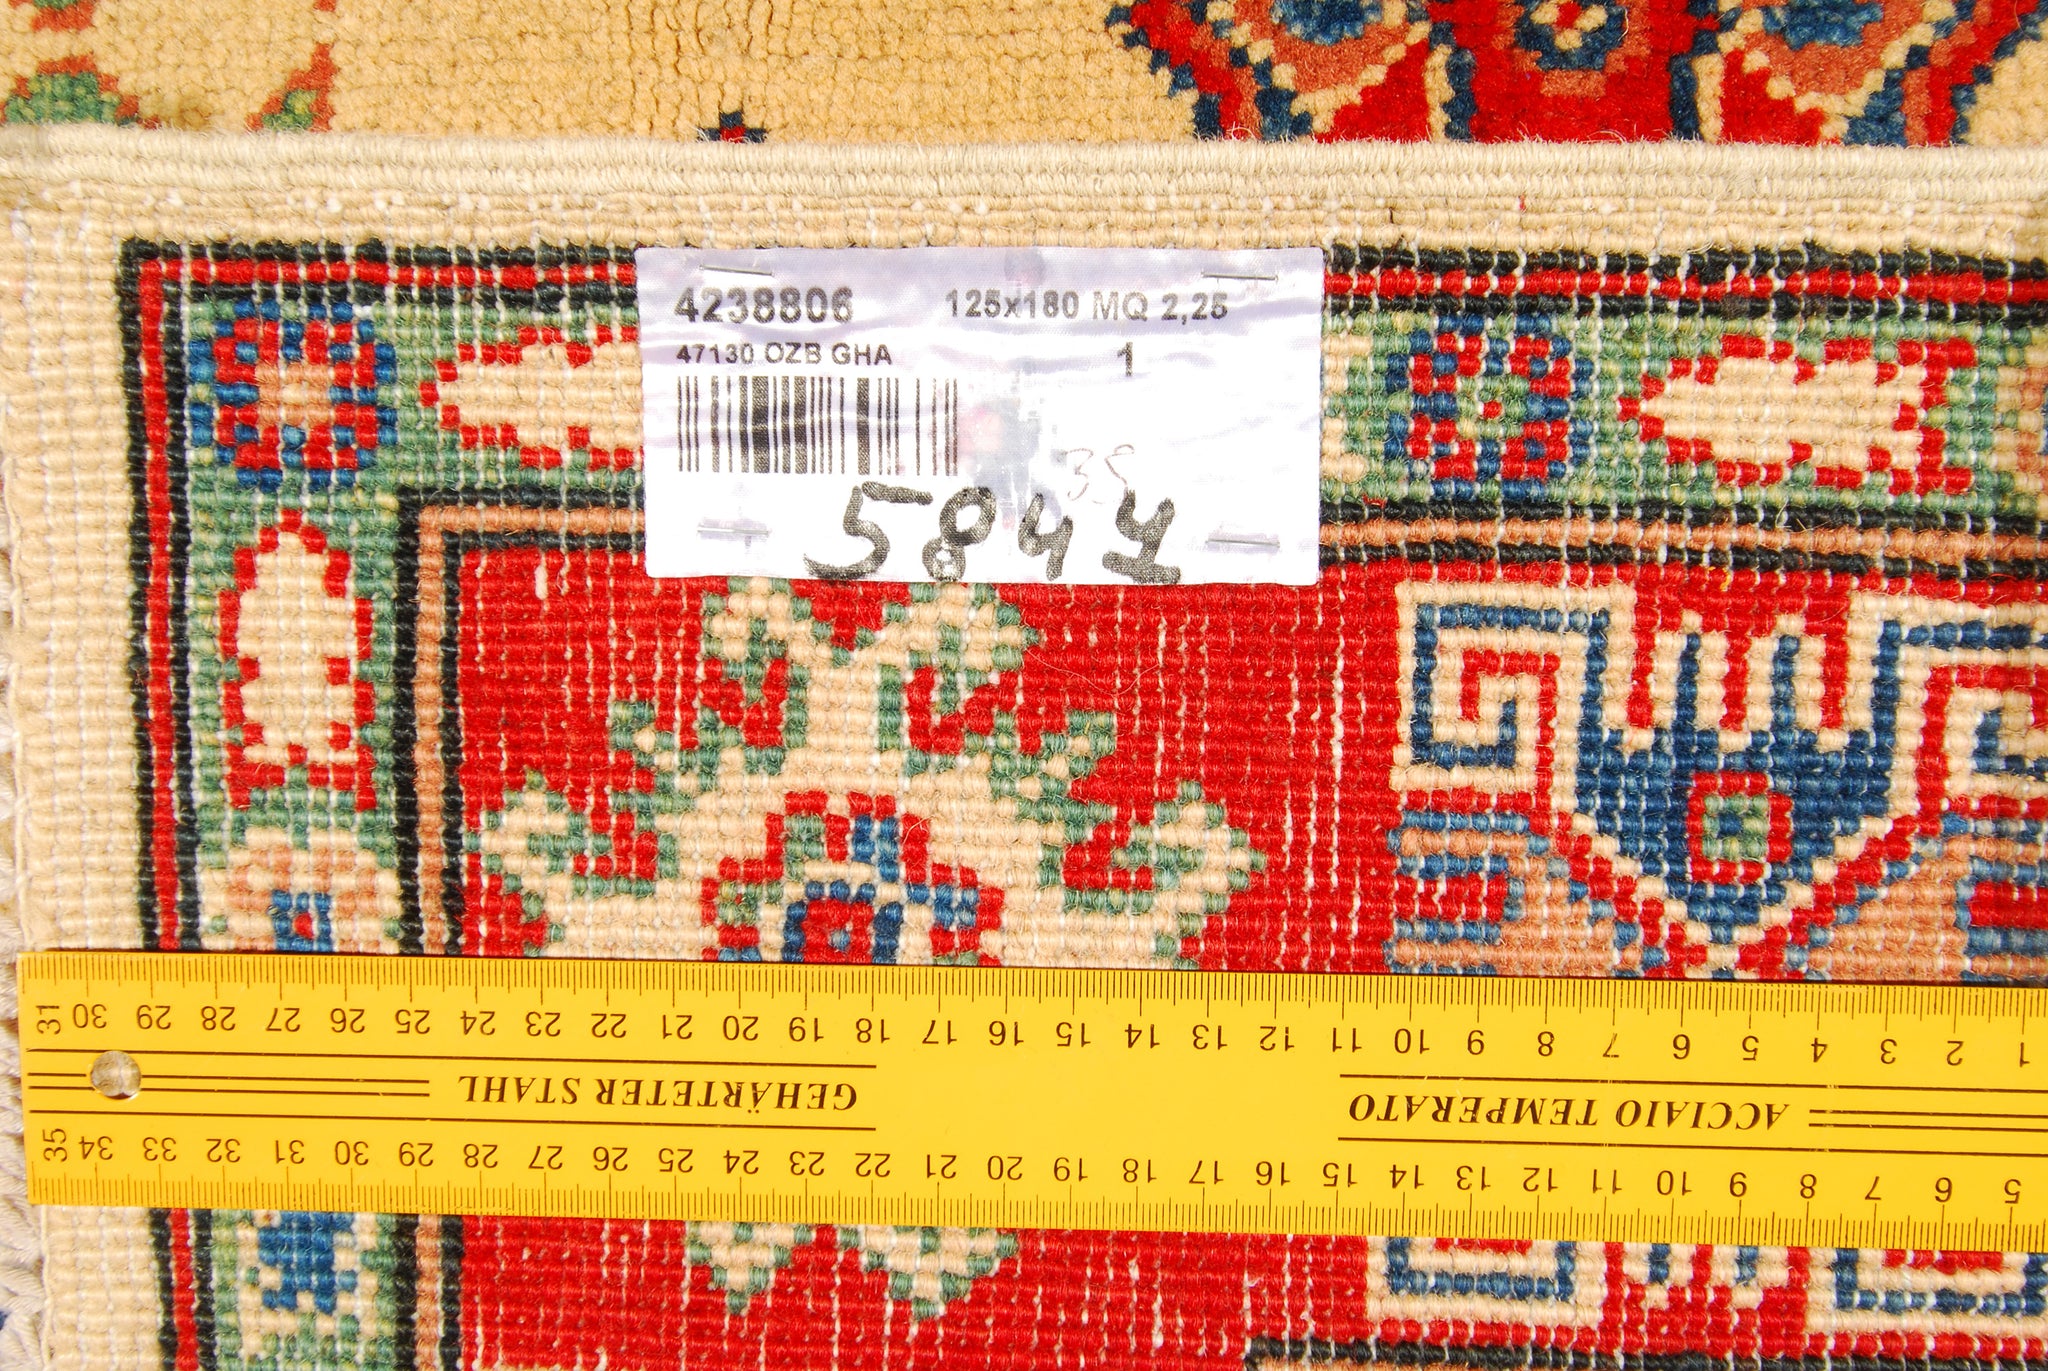 4238806 125x180 MQ 2,25
47130 OZB GHA 1
35
5844
31 30 29 28 27 26 25 24 23 22 21 20 19 18 17 16 15 14 13 12 11 10 9 8 7 6 5 4 3 2 1
GEHÄRTETER STAHL
ACCIAIO TEMPERATO
35 34 33 32 31 30 29 28 27 26 25 24 23 22 21 20 19 18 17 16 15 14 13 12 11 10 9 8 7 6 5